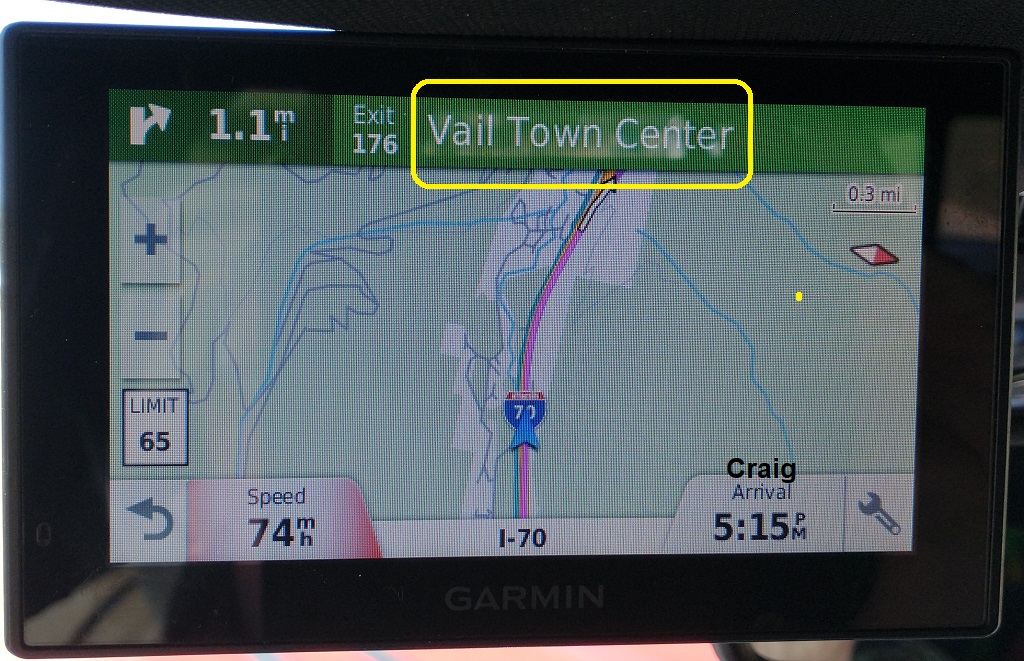 1.1 mi
Exit
176
Vail Town Center
0.3 mi
+
−
70
LIMIT
65
Speed
74 mh
I-70
Craig
Arrival
5:15 PM
GARMIN